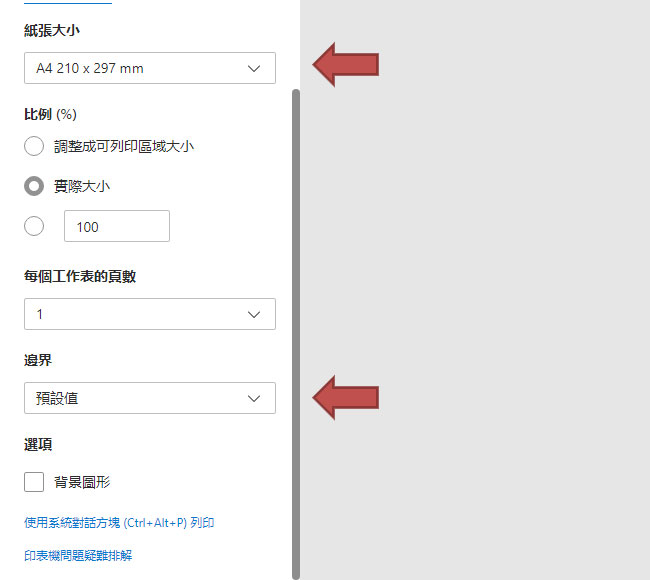 紙張大小
A4 210 x 297 mm
比例 (%)
調整成可列印區域大小
實際大小
100
每個工作表的頁數
1
邊界
預設值
選項
背景圖形
使用系統對話方塊 (Ctrl+Alt+P) 列印
印表機問題疑難排解